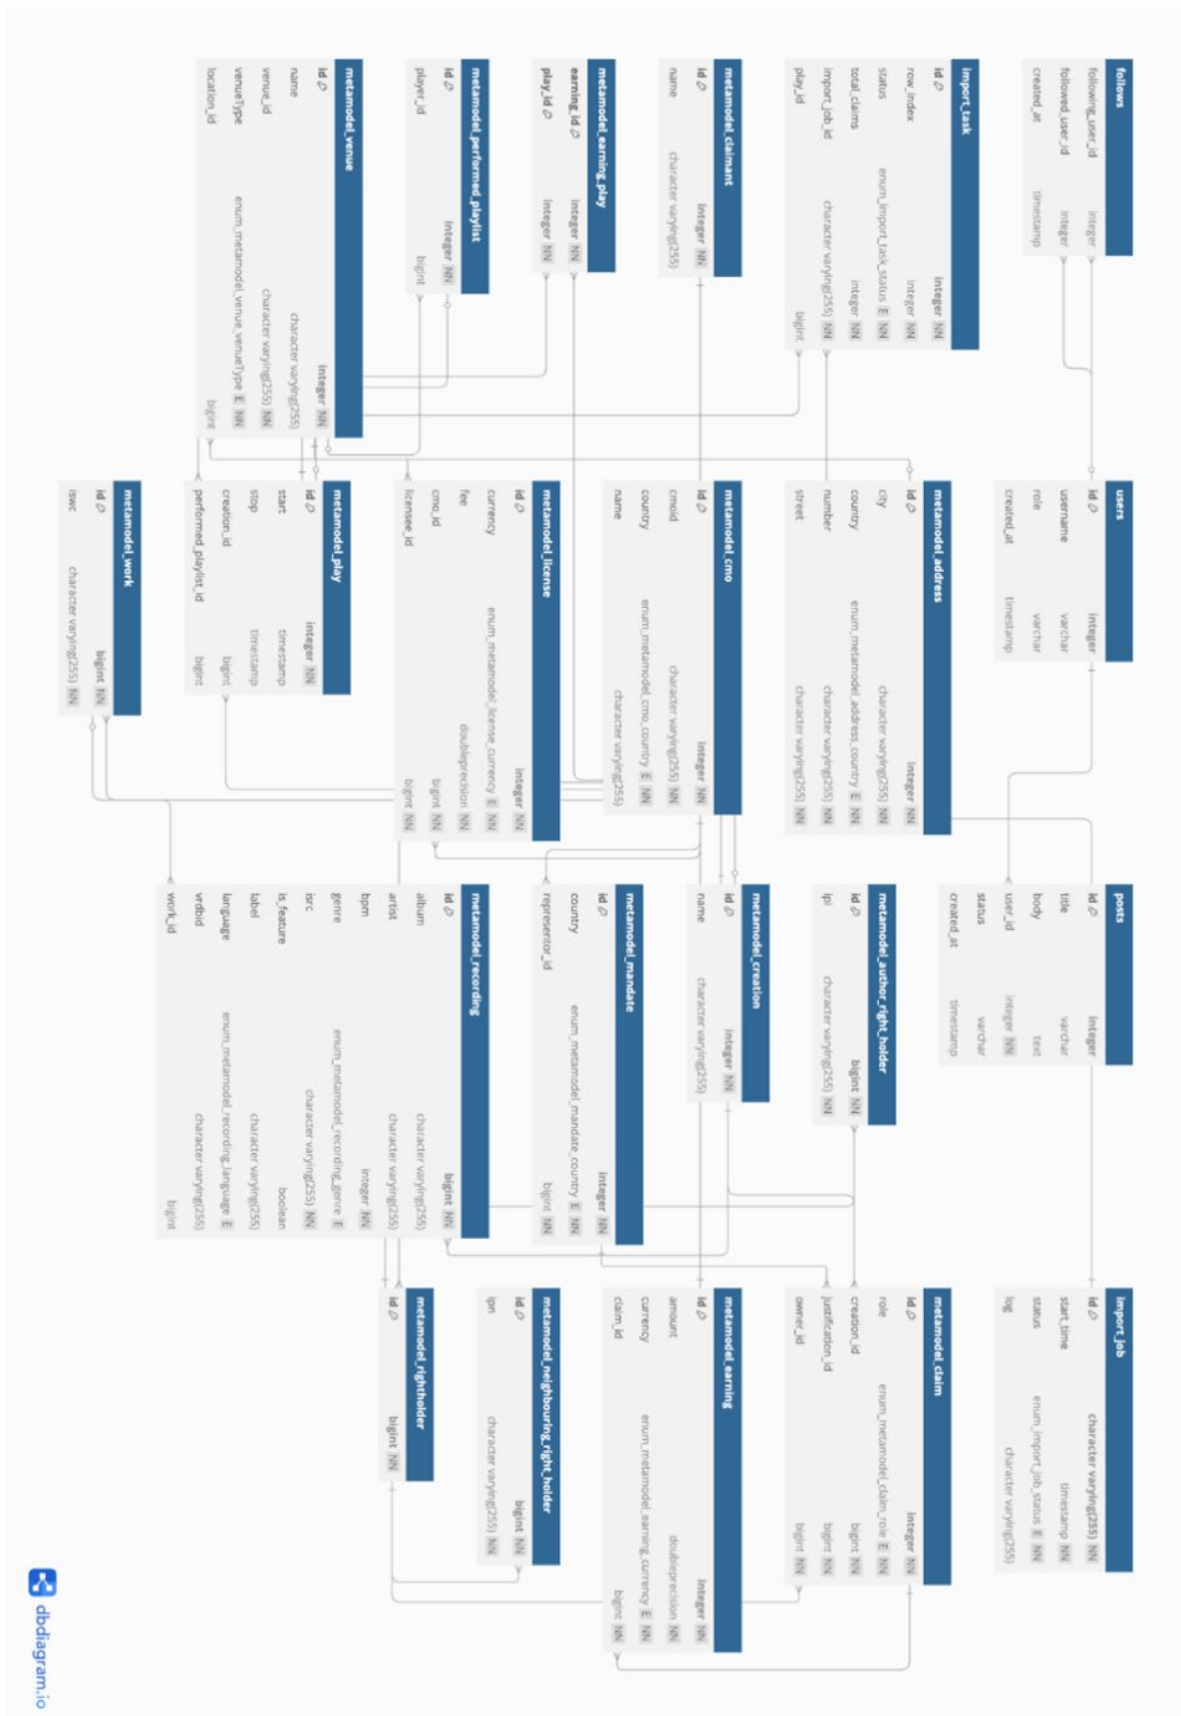 follows
following_user_id integer
followed_user_id integer
created_at timestamp
users
id integer
username varchar
role varchar
created_at timestamp
posts
id integer
title varchar
body text
user_id integer NN
status varchar
created_at timestamp
import_job
id character varying(255) NN
start_time timestamp NN
status enum_import_job_status E NN
log character varying(255)
import_task
id integer NN
row_index integer NN
status enum_import_task_status E NN
total_claims integer NN
import_job_id character varying(255) NN
play_id bigint
metamodel_address
id integer NN
city character varying(255) NN
country enum_metamodel_address_country E NN
number character varying(255) NN
street character varying(255) NN
metamodel_author_right_holder
id bigint NN
ipi character varying(255) NN
metamodel_claim
id integer NN
role enum_metamodel_claim_role E NN
creation_id bigint NN
justification_id bigint NN
owner_id bigint NN
metamodel_claimant
id integer NN
name character varying(255)
metamodel_cmo
id integer NN
cmoid character varying(255) NN
country enum_metamodel_cmo_country E NN
name character varying(255)
metamodel_creation
id integer NN
name character varying(255)
metamodel_earning
id integer NN
amount doubleprecision NN
currency enum_metamodel_earning_currency E NN
claim_id bigint NN
metamodel_earning_play
earning_id integer NN
play_id integer NN
metamodel_license
id integer NN
currency enum_metamodel_license_currency E NN
fee doubleprecision NN
cmo_id bigint NN
licensee_id bigint NN
metamodel_mandate
id integer NN
country enum_metamodel_mandate_country E NN
representor_id bigint NN
metamodel_neighbouring_right_holder
id bigint NN
ipn character varying(255) NN
metamodel_performed_playlist
id integer NN
player_id bigint
metamodel_play
id integer NN
start timestamp
stop timestamp
creation_id bigint
performed_playlist_id bigint
metamodel_recording
id bigint NN
album character varying(255)
artist character varying(255)
bpm integer NN
genre enum_metamodel_recording_genre E
isrc character varying(255) NN
is_feature boolean
label character varying(255)
language enum_metamodel_recording_language E
vrdbid character varying(255)
work_id bigint
metamodel_rightholder
id bigint NN
metamodel_venue
id integer NN
name character varying(255)
venue_id character varying(255) NN
venueType enum_metamodel_venue_venueType E NN
location_id bigint
metamodel_work
id bigint NN
iswc character varying(255) NN
dbdiagram.io